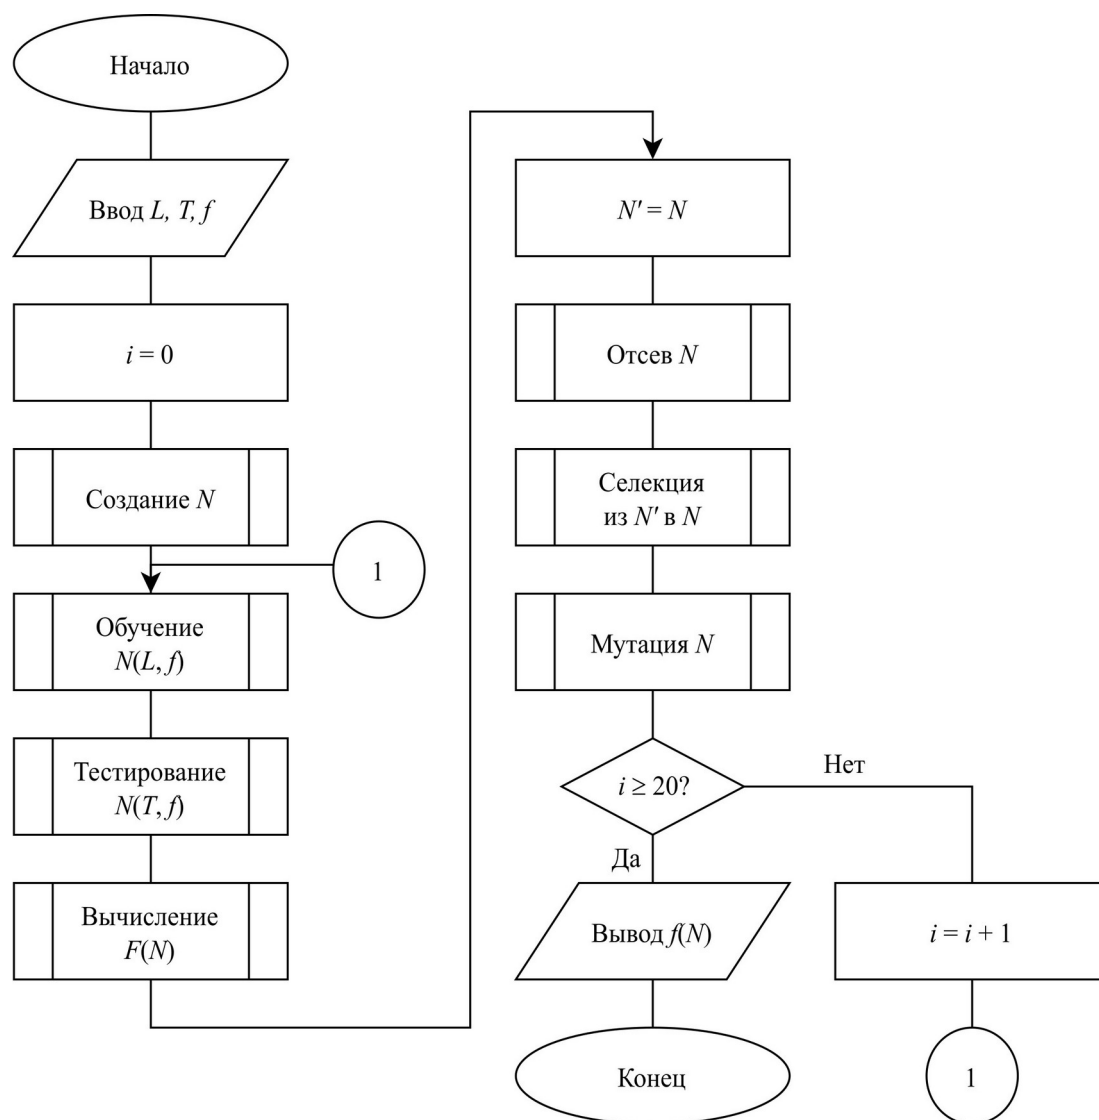 Начало
Ввод L, T, f
i = 0
Создание N
1
Обучение
N(L, f)
Тестирование
N(T, f)
Вычисление
F(N)
N′ = N
Отсев N
Селекция
из N′ в N
Мутация N
i ≥ 20?
Нет
Да
Вывод f(N)
i = i + 1
Конец
1